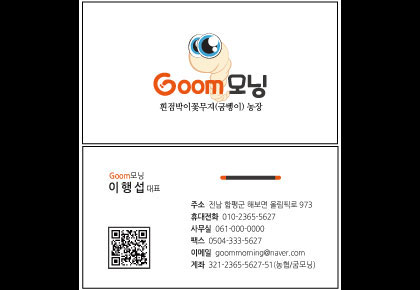 Goom모닝
흰점박이꽃무지(굼벵이) 농장
Goom모닝
이행섭 대표
주소 전남 함평군 해보면 올림픽로 973
휴대전화 010-2365-5627
사무실 061-000-0000
팩스 0504-333-5627
이메일 goommorning@naver.com
계좌 321-2365-5627-51(농협/굼모닝)